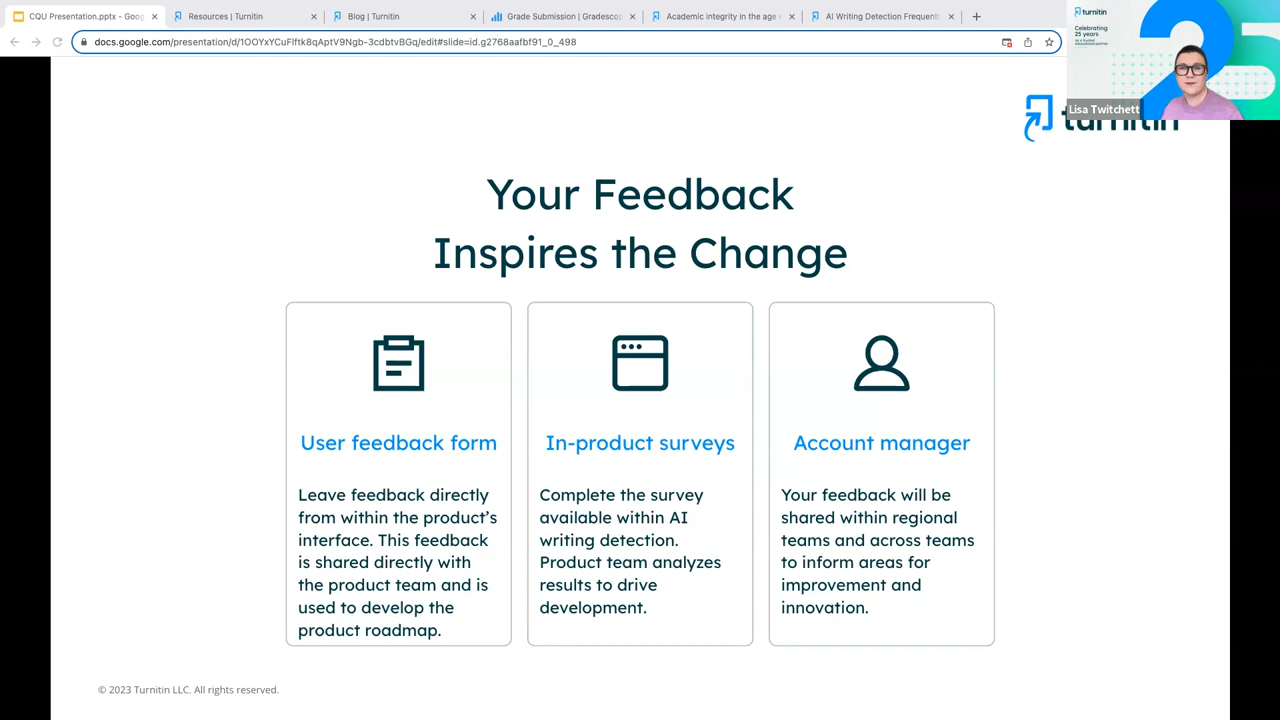 CQU Presentation.pptx - Goog
Resources | Turnitin
Blog | Turnitin
Grade Submission | Gradescop
Academic integrity in the age
AI Writing Detection Frequent
docs.google.com/presentation/d/1OOYxYCuFlftk8qAptV9Ngb-3cdbtvBGq/edit#slide=id.g2768aafbf91_0_498
turnitin
Celebrating
25 years
as a trusted
educational partner
Lisa Twitchett
turnitin
Your Feedback
Inspires the Change
User feedback form
Leave feedback directly
from within the product’s
interface. This feedback
is shared directly with
the product team and is
used to develop the
product roadmap.
In-product surveys
Complete the survey
available within AI
writing detection.
Product team analyzes
results to drive
development.
Account manager
Your feedback will be
shared within regional
teams and across teams
to inform areas for
improvement and
innovation.
© 2023 Turnitin LLC. All rights reserved.